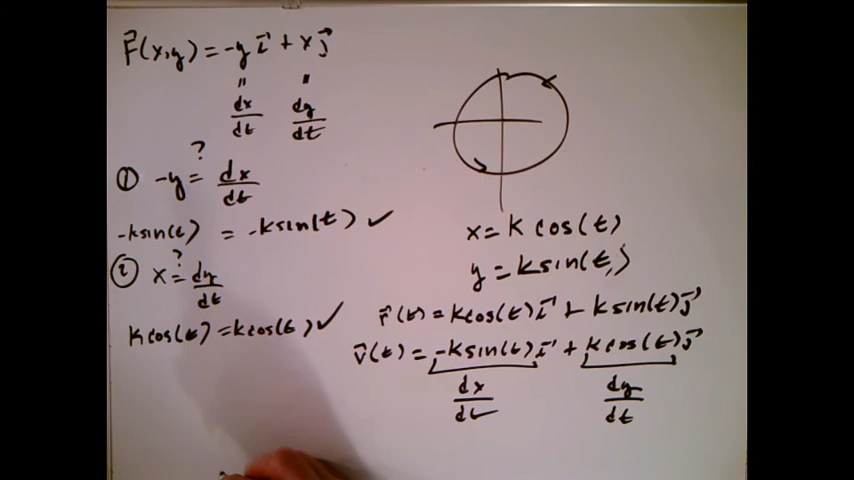 F⃗(x,y) = -y i⃗ + x j⃗
" "
dx/dt dy/dt
① -y =? dx/dt
-ksin(t) = -ksin(t) ✓
② x =? dy/dt
kcos(t) = kcos(t) ✓
x = k cos(t)
y = ksin(t)
r⃗(t) = kcos(t) i⃗ + ksin(t) j⃗
v⃗(t) = -ksin(t) i⃗ + kcos(t) j⃗
dx/dt dy/dt